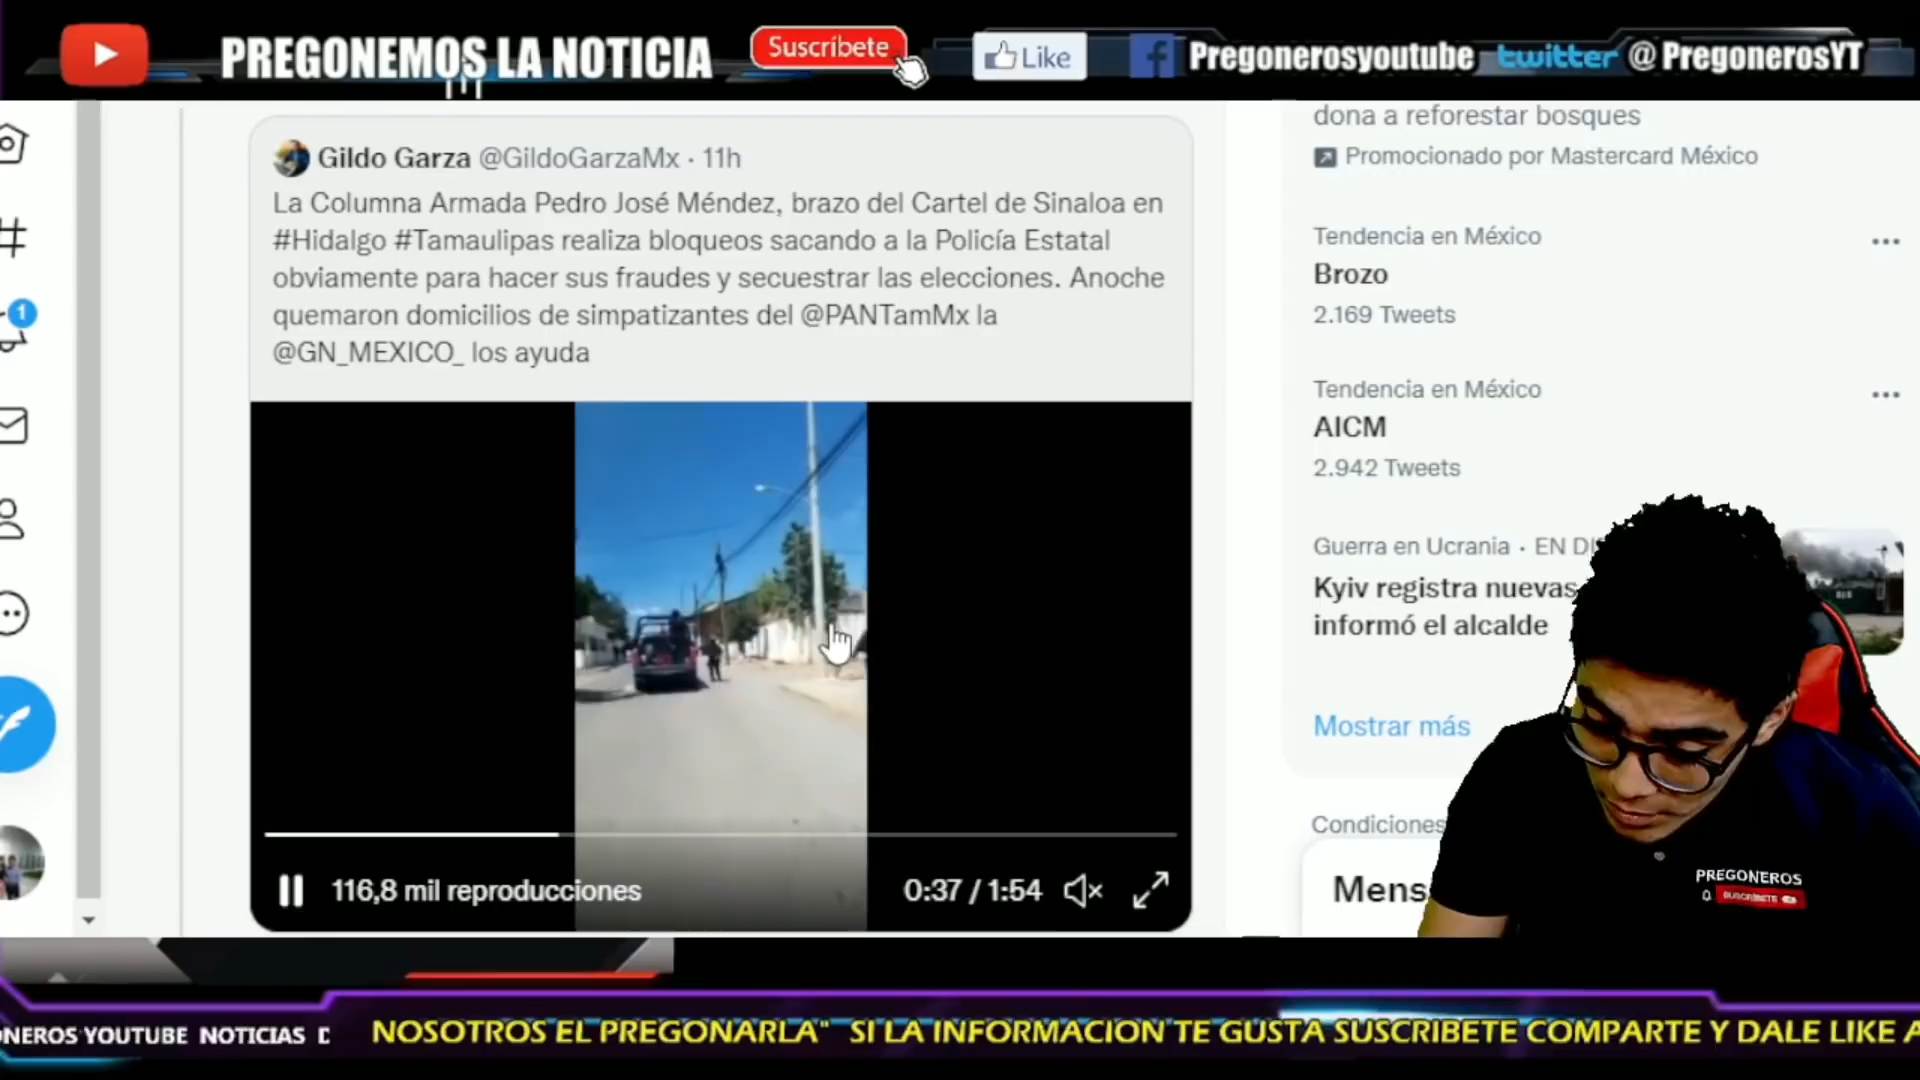 PREGONEMOS LA NOTICIA
Suscríbete
Like
Pregonerosyoutube
twitter @PregonerosYT
Gildo Garza @GildoGarzaMx · 11h
La Columna Armada Pedro José Méndez, brazo del Cartel de Sinaloa en
#Hidalgo #Tamaulipas realiza bloqueos sacando a la Policía Estatal
obviamente para hacer sus fraudes y secuestrar las elecciones. Anoche
quemaron domicilios de simpatizantes del @PANTamMx la
@GN_MEXICO_ los ayuda
116,8 mil reproducciones
0:37 / 1:54
1
dona a reforestar bosques
Promocionado por Mastercard México
Tendencia en México
Brozo
2.169 Tweets
Tendencia en México
AICM
2.942 Tweets
Guerra en Ucrania · EN DI
Kyiv registra nuevas
informó el alcalde
Mostrar más
Condiciones
Mens
PREGONEROS
SUSCRIBETE
ONEROS YOUTUBE NOTICIAS D
NOSOTROS EL PREGONARLA" SI LA INFORMACION TE GUSTA SUSCRIBETE COMPARTE Y DALE LIKE A